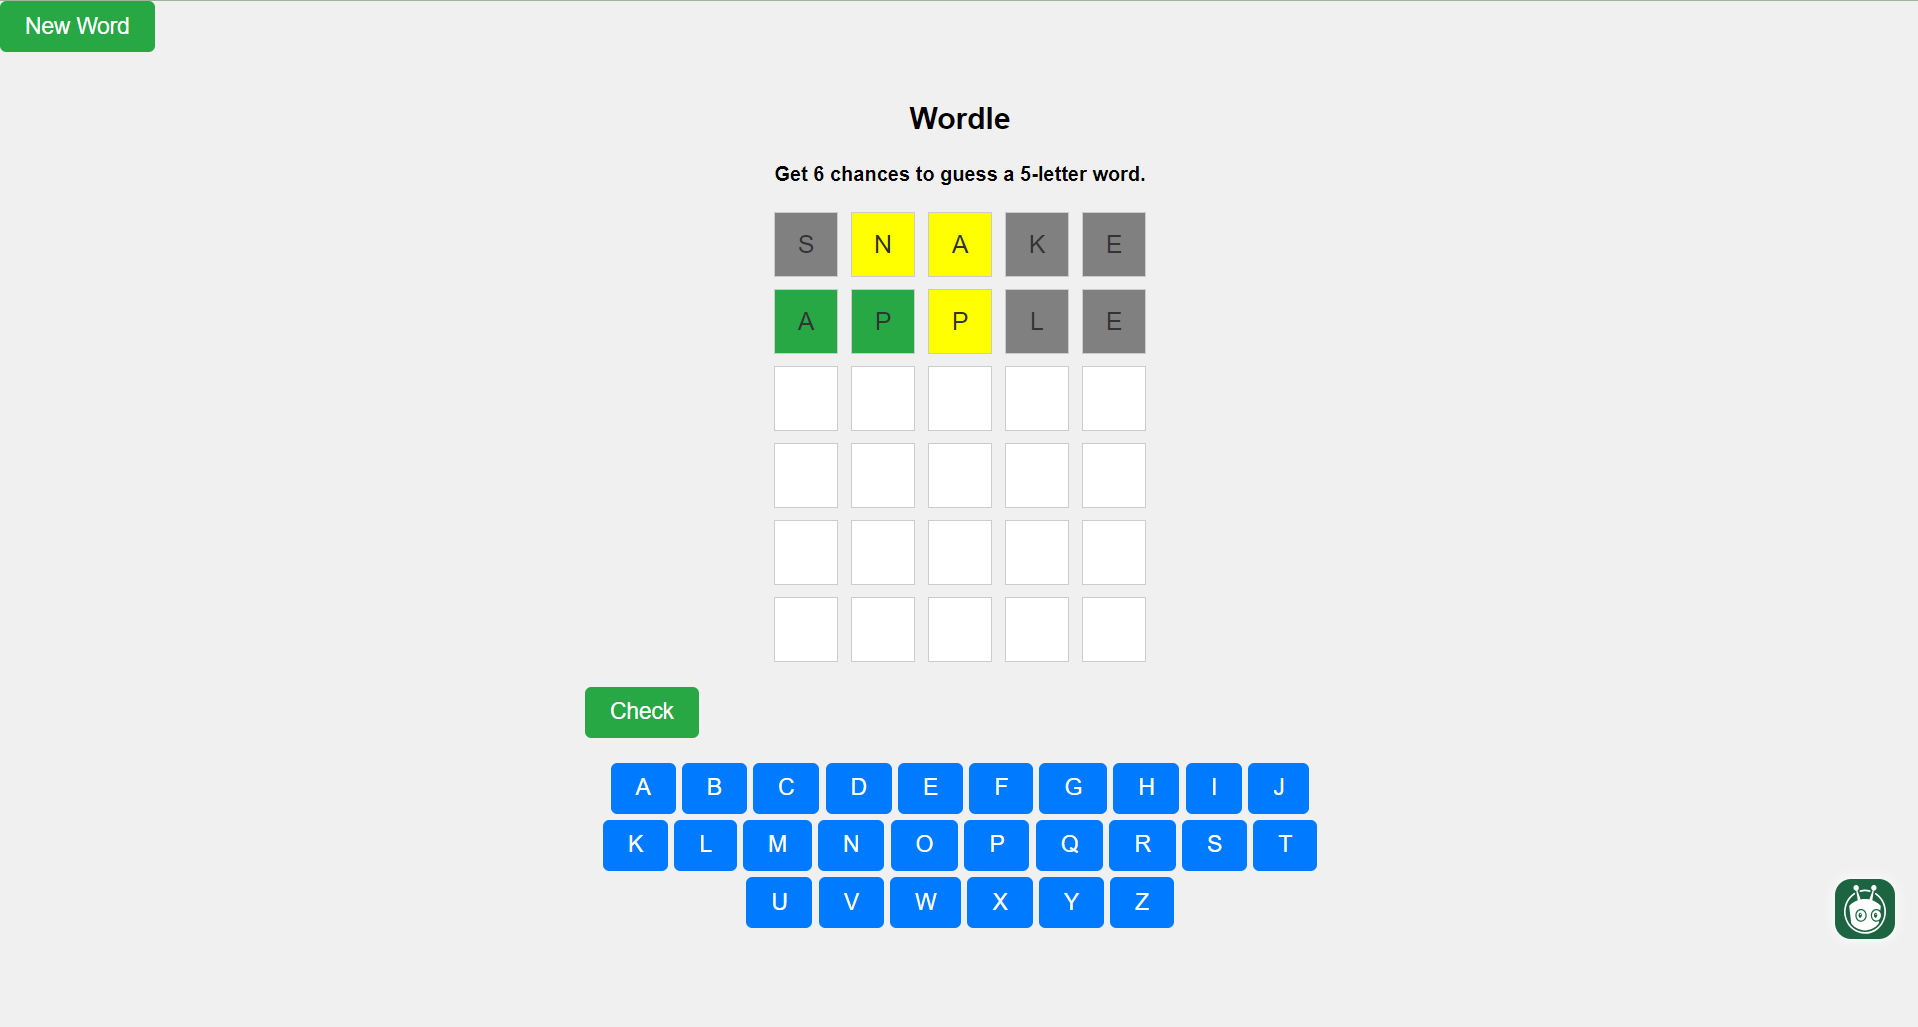 New Word
Wordle
Get 6 chances to guess a 5-letter word.
S N A K E
A P P L E
Check
A B C D E F G H I J
K L M N O P Q R S T
U V W X Y Z